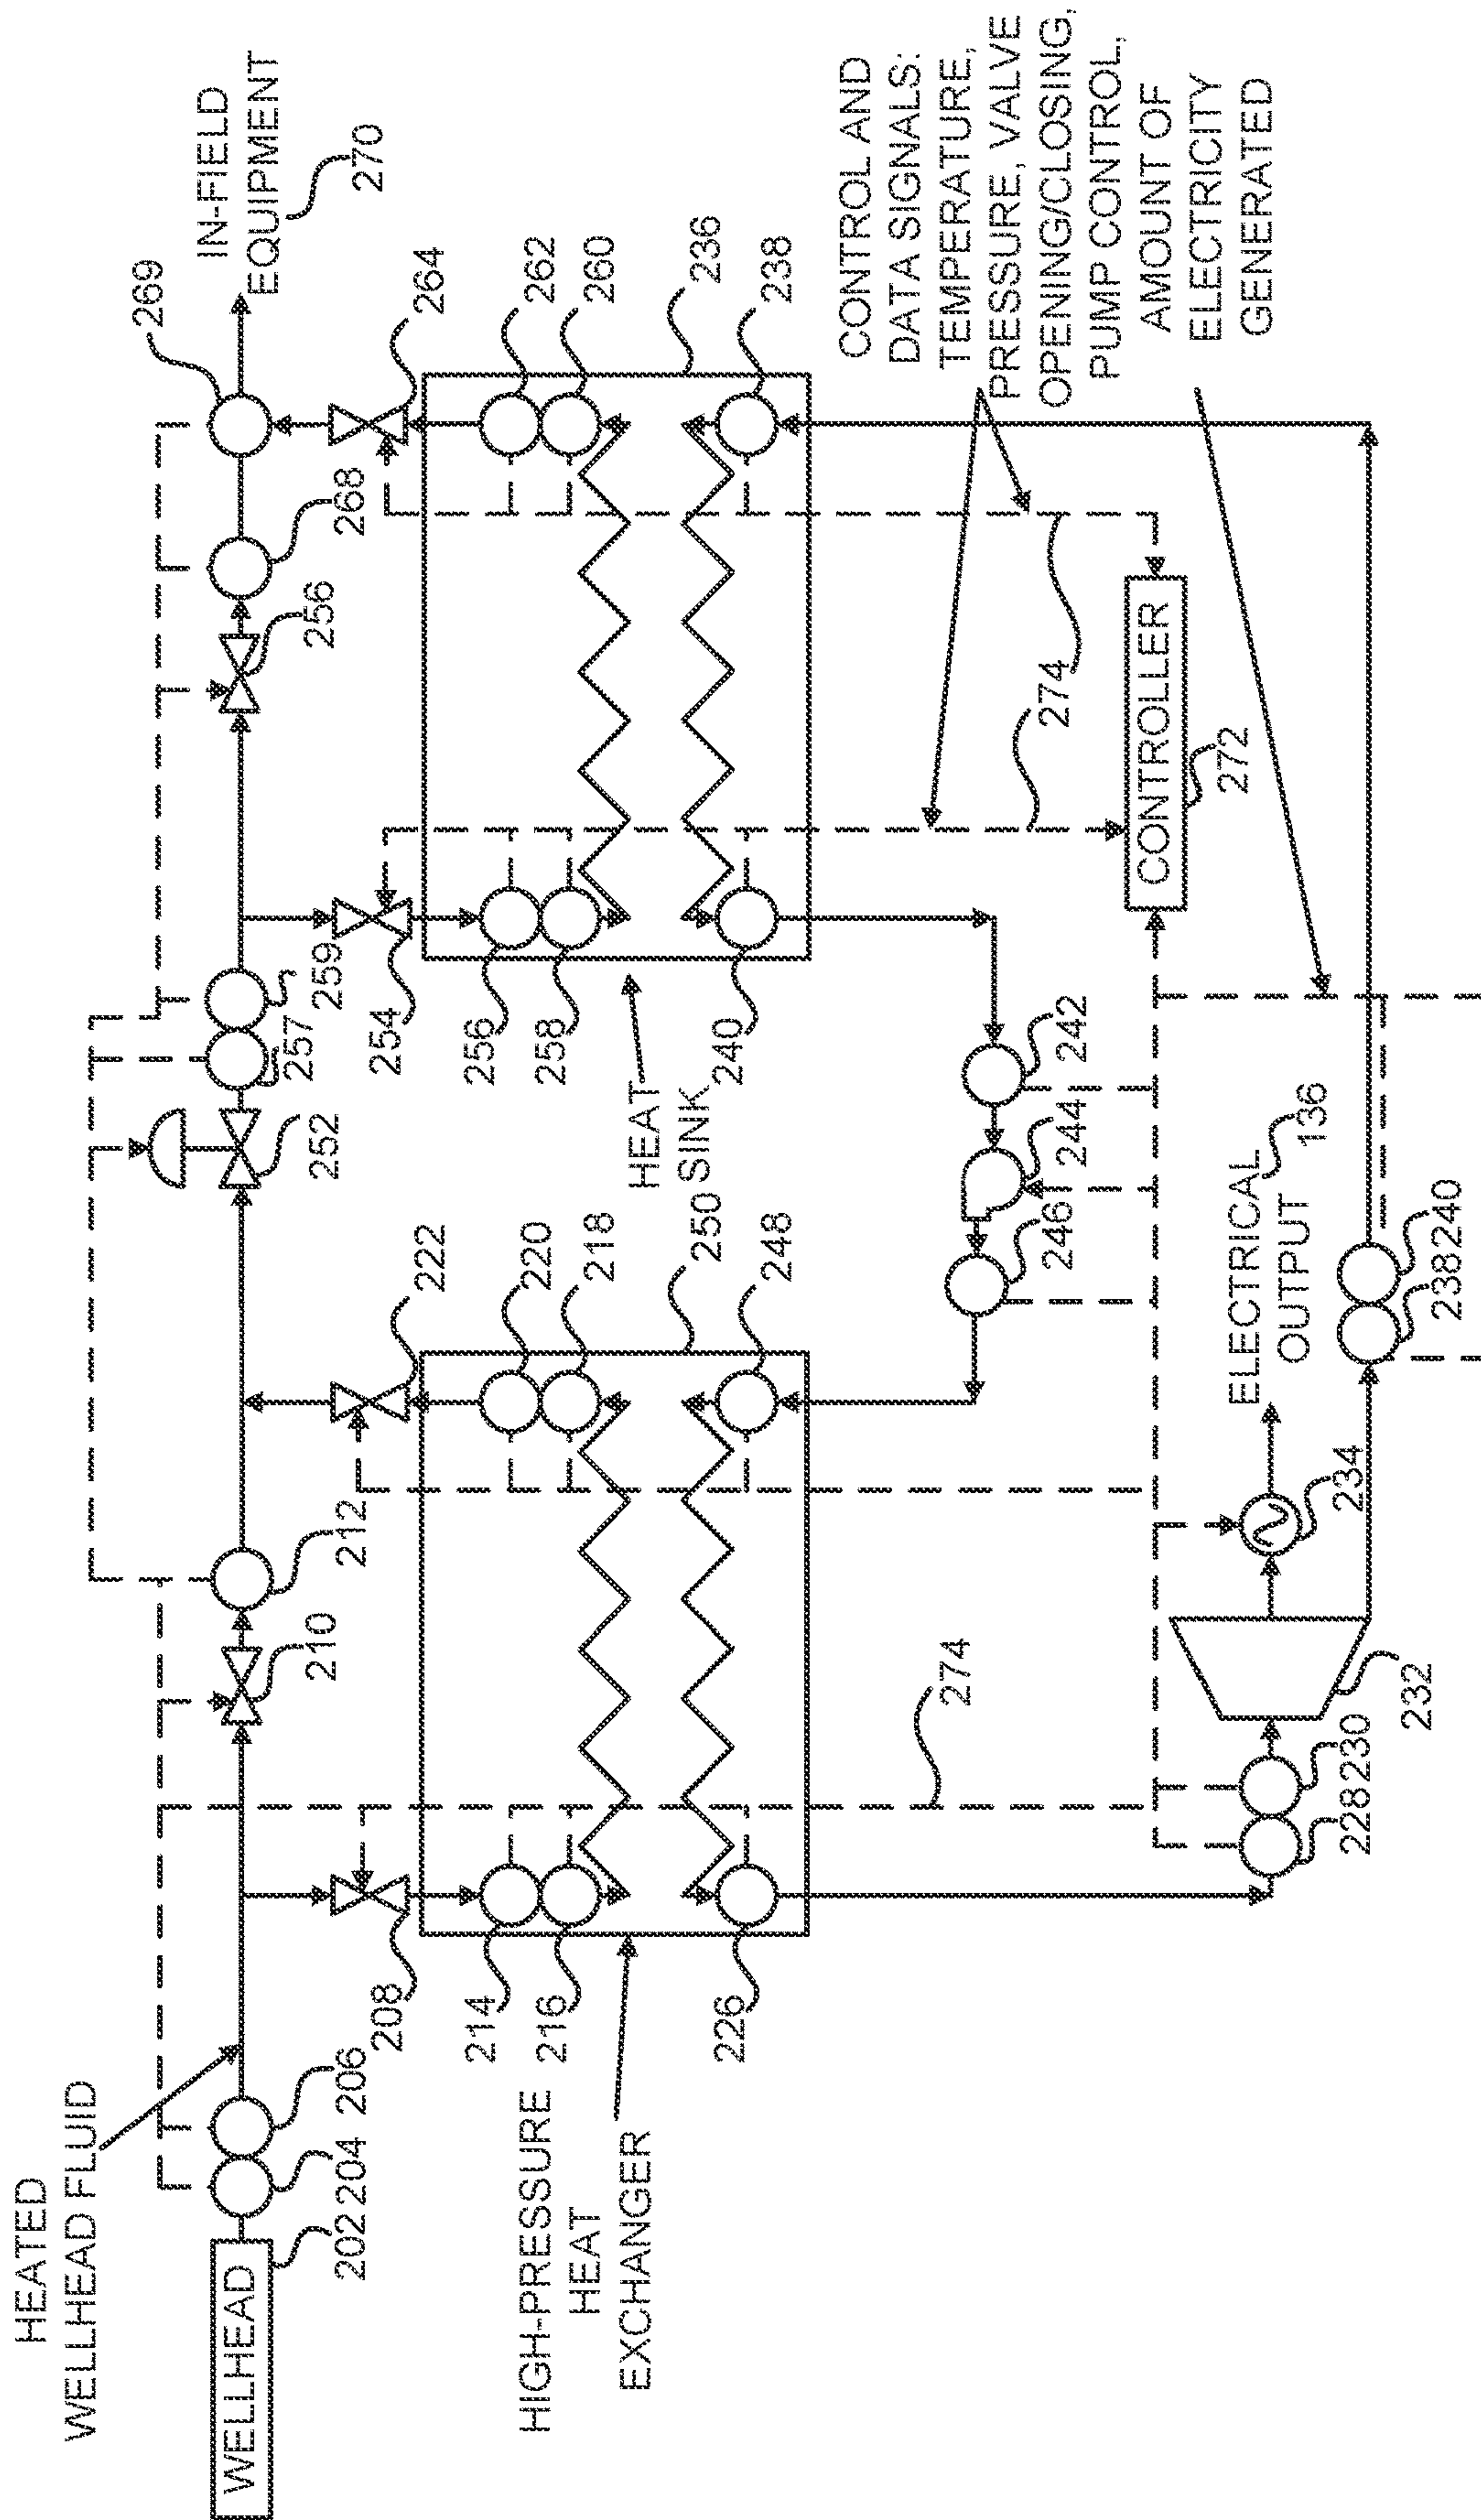 HEATED
WELLHEAD FLUID
WELLHEAD
202
204
206
208
210
212
214
216
HIGH-PRESSURE
HEAT
EXCHANGER
226
218
220
222
248
250
252
257
259
254
256
258
240
HEAT
SINK
256
268
269
IN-FIELD
EQUIPMENT
270
264
262
260
236
238
242
244
246
274
274
274
CONTROL AND
DATA SIGNALS:
TEMPERATURE,
PRESSURE, VALVE
OPENING/CLOSING,
PUMP CONTROL,
AMOUNT OF
ELECTRICITY
GENERATED
CONTROLLER
272
228
230
232
234
ELECTRICAL
OUTPUT
136
238
240